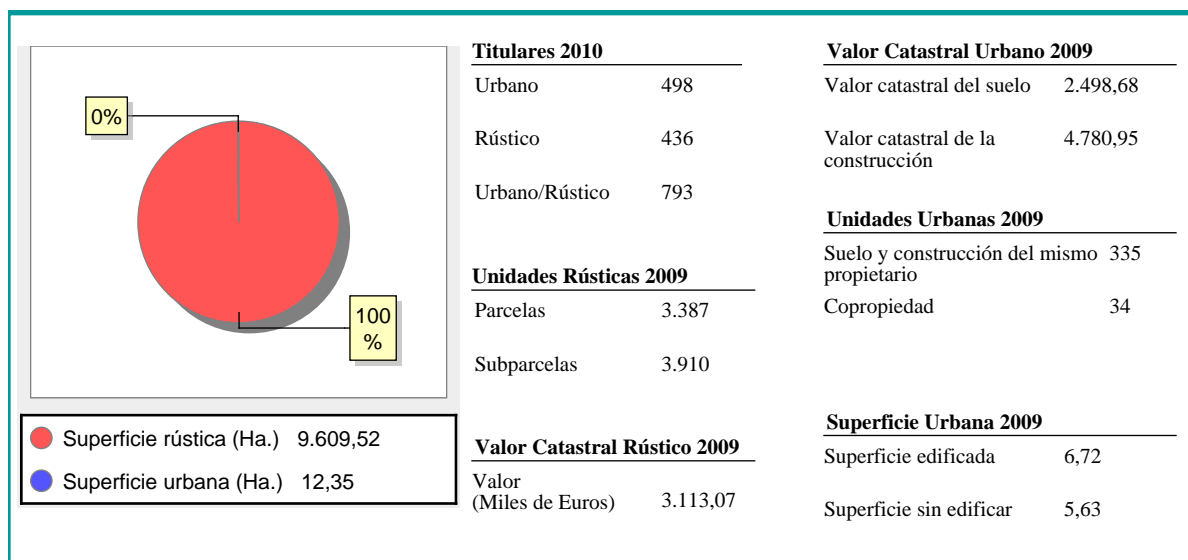 0%
100
%
Superficie rústica (Ha.) 9.609,52
Superficie urbana (Ha.) 12,35
Titulares 2010
Urbano 498
Rústico 436
Urbano/Rústico 793
Unidades Rústicas 2009
Parcelas 3.387
Subparcelas 3.910
Valor Catastral Rústico 2009
Valor
(Miles de Euros) 3.113,07
Valor Catastral Urbano 2009
Valor catastral del suelo 2.498,68
Valor catastral de la 4.780,95
construcción
Unidades Urbanas 2009
Suelo y construcción del mismo 335
propietario
Copropiedad 34
Superficie Urbana 2009
Superficie edificada 6,72
Superficie sin edificar 5,63